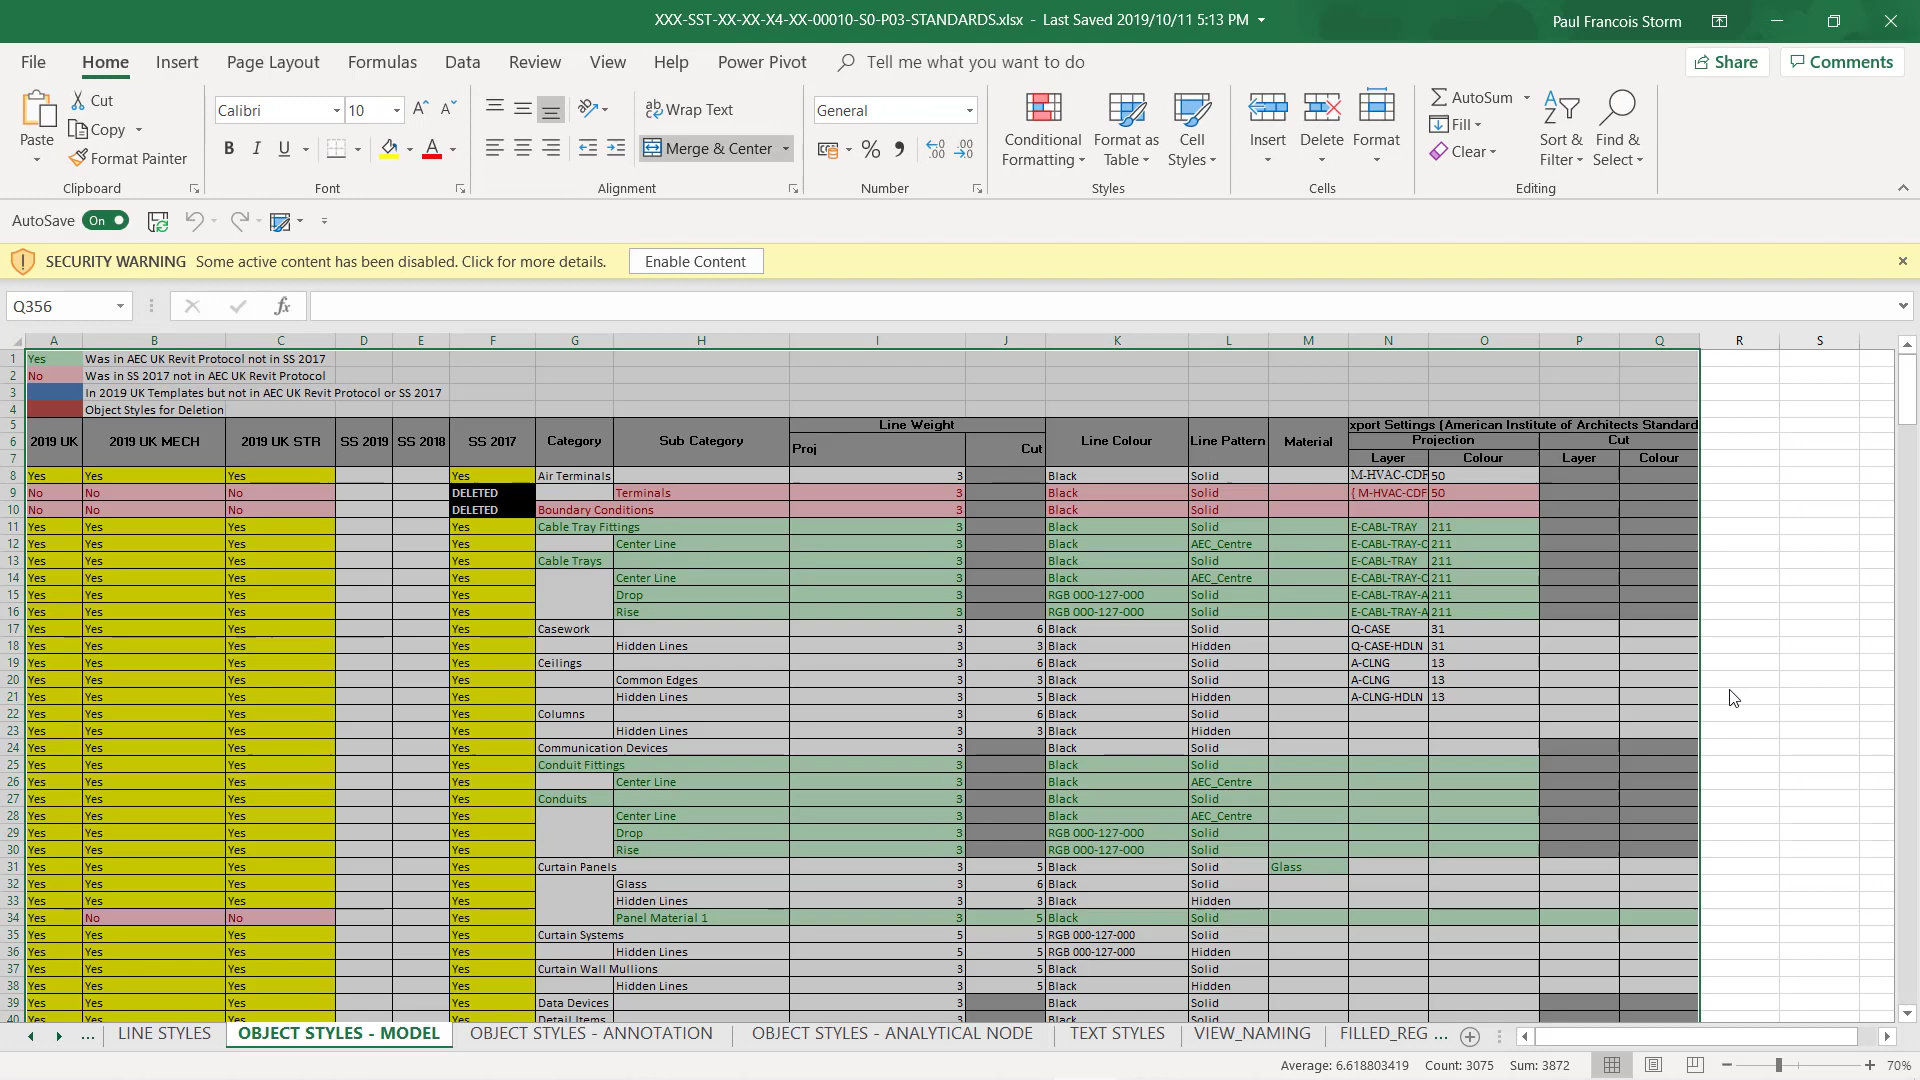 XXX-SST-XX-XX-X4-XX-00010-S0-P03-STANDARDS.xlsx - Last Saved 2019/10/11 5:13 PM
Paul Francois Storm
File Home Insert Page Layout Formulas Data Review View Help Power Pivot Tell me what you want to do Share Comments
Paste Cut Copy Format Painter Clipboard
Calibri 10 B I U A Font
Wrap Text Merge & Center Alignment
General % Number
Conditional Formatting Format as Table Cell Styles Styles
Insert Delete Format Cells
AutoSum Fill Clear Sort & Filter Find & Select Editing
AutoSave On
SECURITY WARNING Some active content has been disabled. Click for more details. Enable Content
Q356 fx
A B C D E F G H I J K L M N O P Q R S
1 Yes Was in AEC UK Revit Protocol not in SS 2017
2 No Was in SS 2017 not in AEC UK Revit Protocol
3 In 2019 UK Templates but not in AEC UK Revit Protocol or SS 2017
4 Object Styles for Deletion
5 Line Weight xport Settings (American Institute of Architects Standard
6 2019 UK 2019 UK MECH 2019 UK STR SS 2019 SS 2018 SS 2017 Category Sub Category Proj Cut Line Colour Line Pattern Material Projection Cut
7 Layer Colour Layer Colour
8 Yes Yes Yes Yes Air Terminals 3 Black Solid M-HVAC-CDF 50
9 No No No DELETED Terminals 3 Black Solid { M-HVAC-CDF 50
10 No No No DELETED Boundary Conditions 3 Black Solid
11 Yes Yes Yes Yes Cable Tray Fittings 3 Black Solid E-CABL-TRAY 211
12 Yes Yes Yes Yes Center Line 3 Black AEC_Centre E-CABL-TRAY-C 211
13 Yes Yes Yes Yes Cable Trays 3 Black Solid E-CABL-TRAY 211
14 Yes Yes Yes Yes Center Line 3 Black AEC_Centre E-CABL-TRAY-C 211
15 Yes Yes Yes Yes Drop 3 RGB 000-127-000 Solid E-CABL-TRAY-A 211
16 Yes Yes Yes Yes Rise 3 RGB 000-127-000 Solid E-CABL-TRAY-A 211
17 Yes Yes Yes Yes Casework 3 6 Black Solid Q-CASE 31
18 Yes Yes Yes Yes Hidden Lines 3 3 Black Hidden Q-CASE-HDLN 31
19 Yes Yes Yes Yes Ceilings 3 6 Black Solid A-CLNG 13
20 Yes Yes Yes Yes Common Edges 3 3 Black Solid A-CLNG 13
21 Yes Yes Yes Yes Hidden Lines 3 5 Black Hidden A-CLNG-HDLN 13
22 Yes Yes Yes Yes Columns 3 6 Black Solid
23 Yes Yes Yes Yes Hidden Lines 3 3 Black Hidden
24 Yes Yes Yes Yes Communication Devices 3 Black Solid
25 Yes Yes Yes Yes Conduit Fittings 3 Black Solid
26 Yes Yes Yes Yes Center Line 3 Black AEC_Centre
27 Yes Yes Yes Yes Conduits 3 Black Solid
28 Yes Yes Yes Yes Center Line 3 Black AEC_Centre
29 Yes Yes Yes Yes Drop 3 RGB 000-127-000 Solid
30 Yes Yes Yes Yes Rise 3 RGB 000-127-000 Solid
31 Yes Yes Yes Yes Curtain Panels 3 5 Black Solid Glass
32 Yes Yes Yes Yes Glass 3 6 Black Solid
33 Yes Yes Yes Yes Hidden Lines 3 3 Black Hidden
34 Yes No No Yes Panel Material 1 3 5 Black Solid
35 Yes Yes Yes Yes Curtain Systems 5 5 RGB 000-127-000 Solid
36 Yes Yes Yes Yes Hidden Lines 5 5 RGB 000-127-000 Hidden
37 Yes Yes Yes Yes Curtain Wall Mullions 3 5 Black Solid
38 Yes Yes Yes Yes Hidden Lines 3 5 Black Hidden
39 Yes Yes Yes Yes Data Devices 3 Black Solid
40 Yes Yes Yes Yes Detail Items 3 Black Solid
... LINE STYLES OBJECT STYLES - MODEL OBJECT STYLES - ANNOTATION OBJECT STYLES - ANALYTICAL NODE TEXT STYLES VIEW_NAMING FILLED_REG ...
Average: 6.618803419 Count: 3075 Sum: 3872 70%